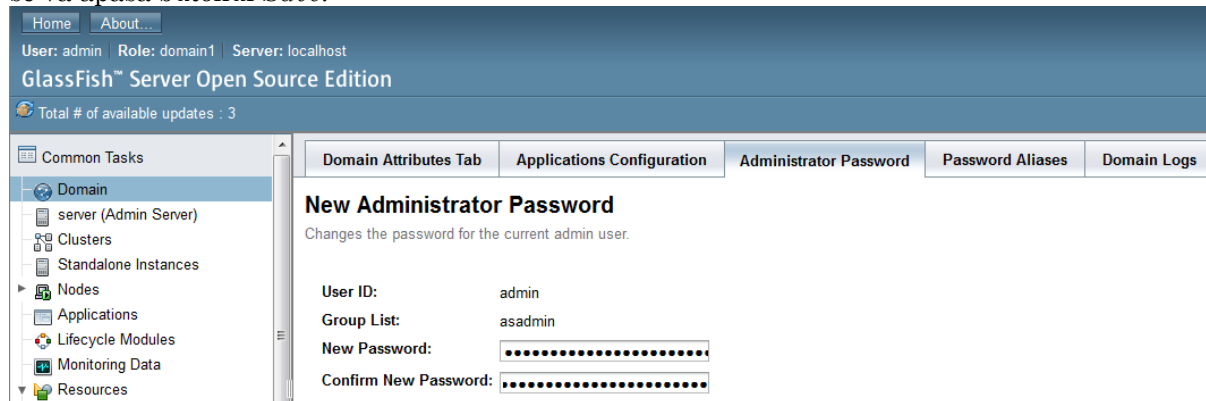 Home About...
User: admin Role: domain1 Server: localhost
GlassFish™ Server Open Source Edition
Total # of available updates : 3
Common Tasks
Domain
server (Admin Server)
Clusters
Standalone Instances
Nodes
Applications
Lifecycle Modules
Monitoring Data
Resources
Domain Attributes Tab Applications Configuration Administrator Password Password Aliases Domain Logs
New Administrator Password
Changes the password for the current admin user.
User ID: admin
Group List: asadmin
New Password:
Confirm New Password: